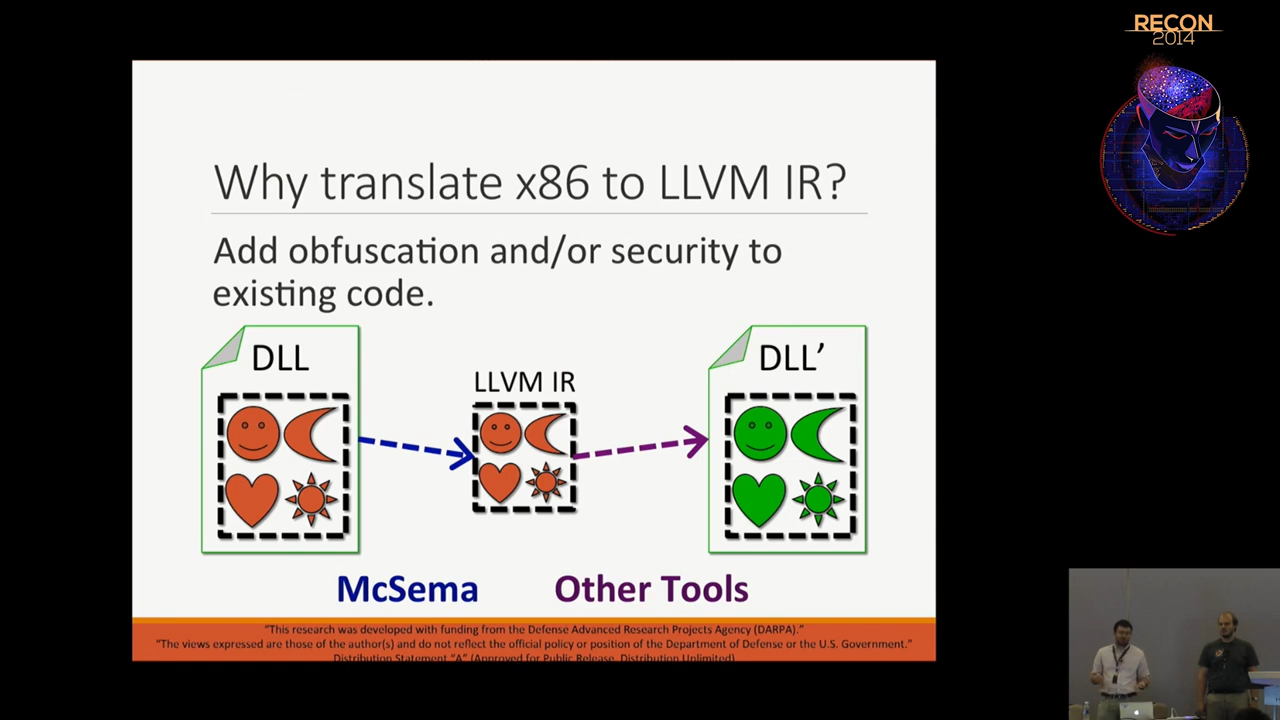 RECON
2014
Why translate x86 to LLVM IR?
Add obfuscation and/or security to
existing code.
DLL
LLVM IR
DLL’
McSema
Other Tools
"This research was developed with funding from the Defense Advanced Research Projects Agency (DARPA)."
"The views expressed are those of the author(s) and do not reflect the official policy or position of the Department of Defense or the U.S. Government."
Distribution Statement "A" (Approved for Public Release, Distribution Unlimited)